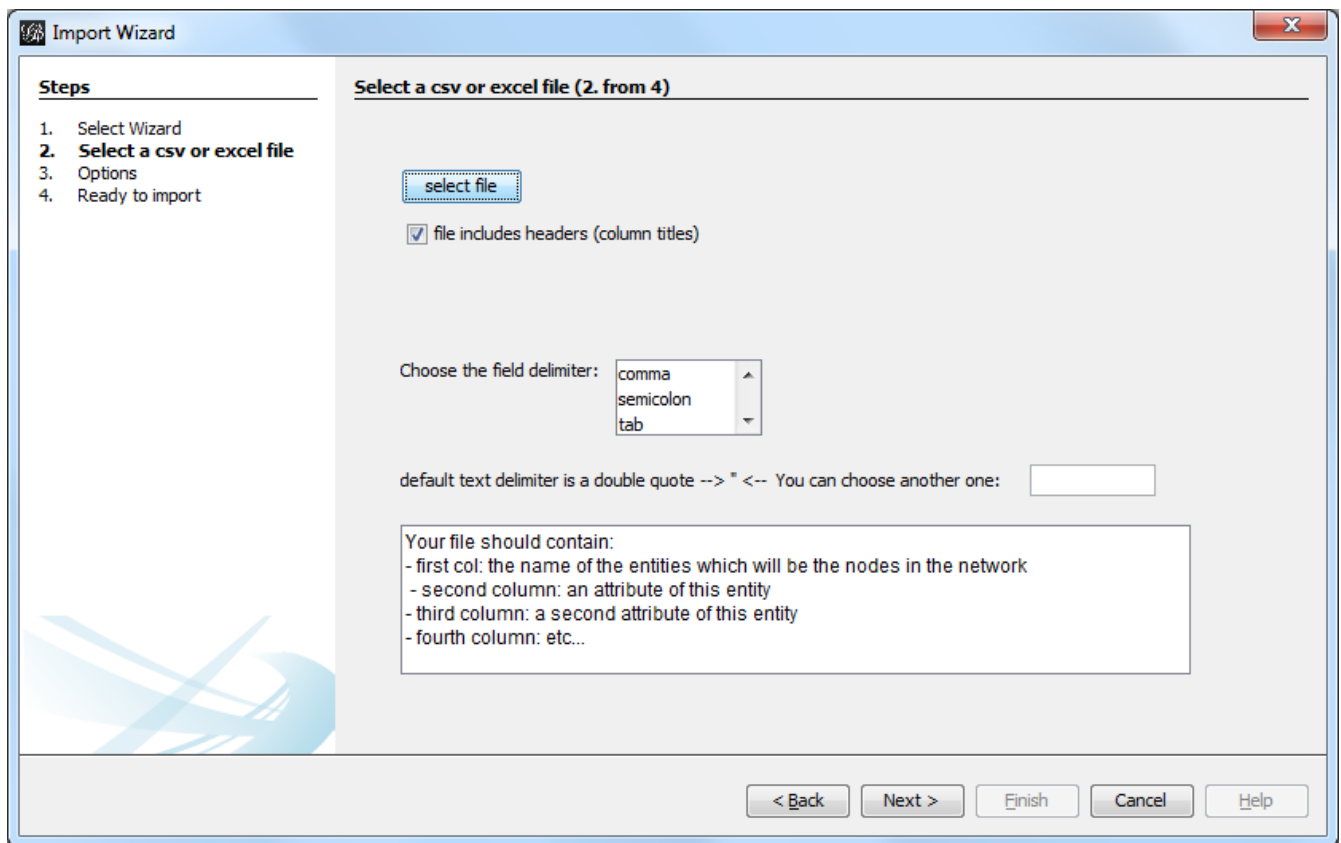 Import Wizard
Steps
1. Select Wizard
2. Select a csv or excel file
3. Options
4. Ready to import
Select a csv or excel file (2. from 4)
select file
file includes headers (column titles)
Choose the field delimiter:
comma
semicolon
tab
default text delimiter is a double quote --> " <-- You can choose another one:
Your file should contain:
- first col: the name of the entities which will be the nodes in the network
- second column: an attribute of this entity
- third column: a second attribute of this entity
- fourth column: etc...
< Back
Next >
Finish
Cancel
Help